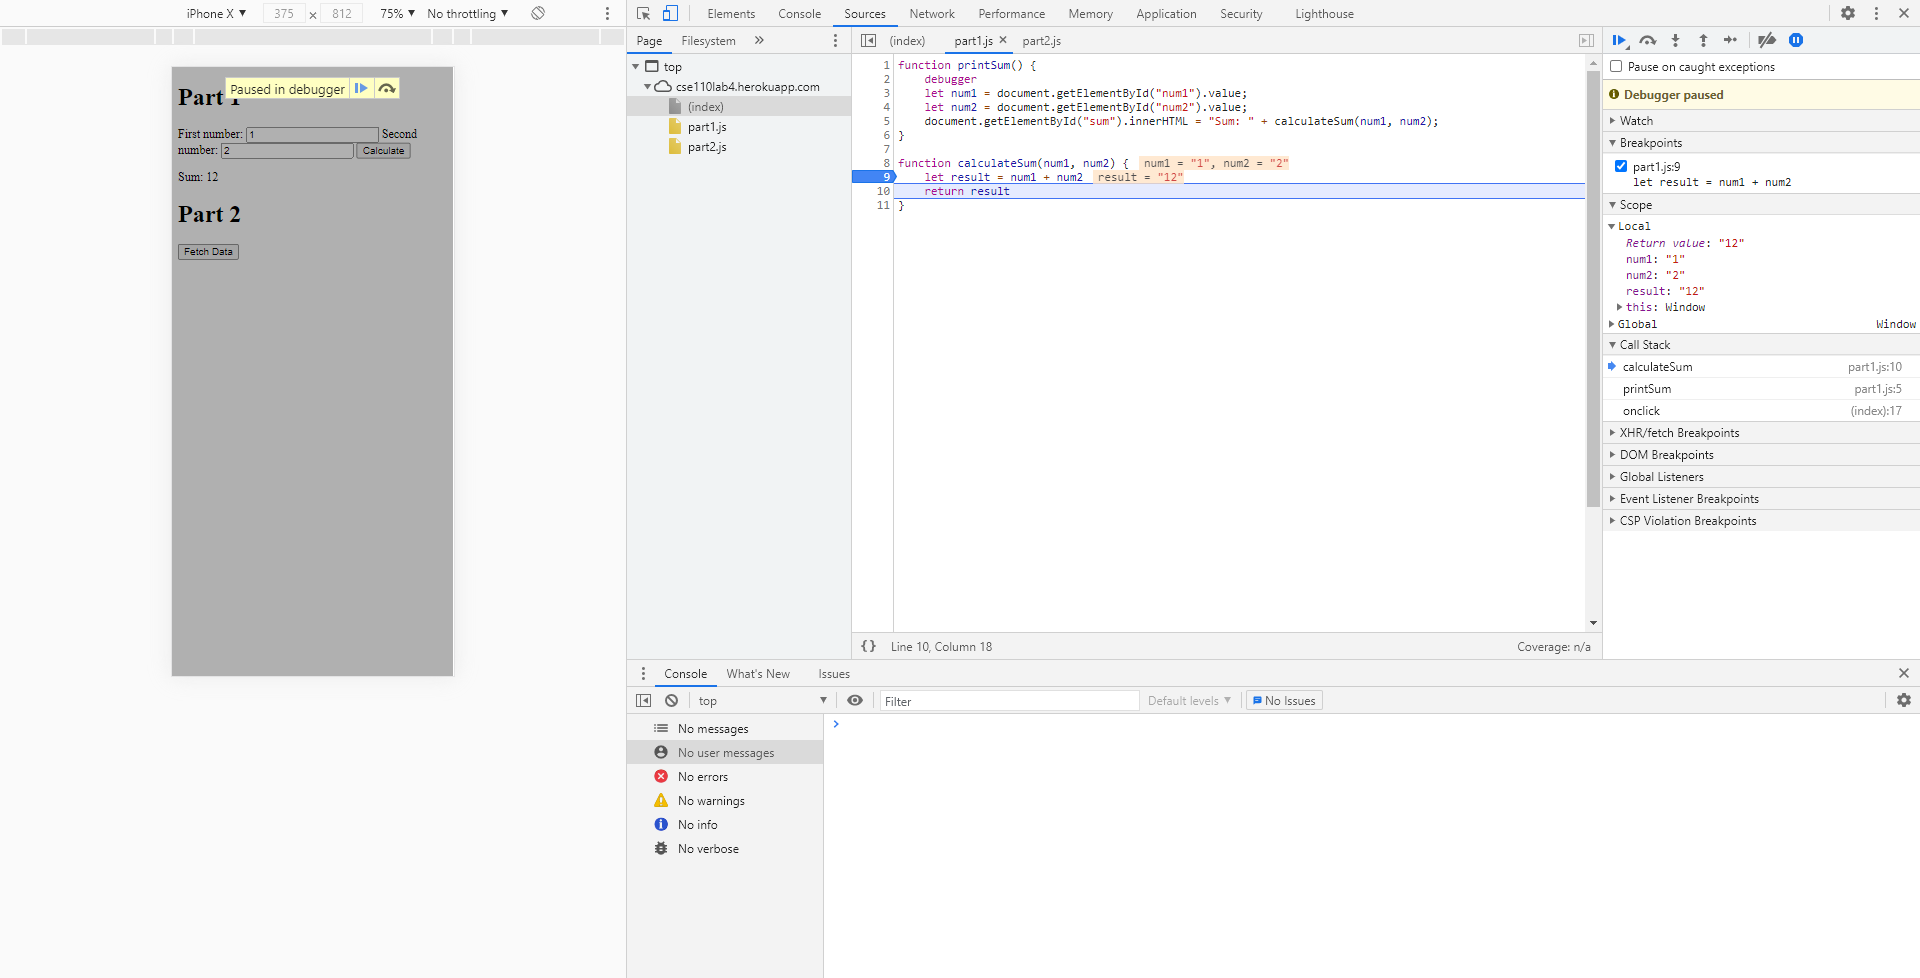 iPhone X ▼ 375 × 812 75% ▼ No throttling ▼
Paused in debugger
Part 1
First number: 1 Second
number: 2 Calculate
Sum: 12
Part 2
Fetch Data
Elements Console Sources Network Performance Memory Application Security Lighthouse
Page Filesystem »
top
cse110lab4.herokuapp.com
(index)
part1.js
part2.js
(index) part1.js × part2.js
1 function printSum() {
2 debugger
3 let num1 = document.getElementById("num1").value;
4 let num2 = document.getElementById("num2").value;
5 document.getElementById("sum").innerHTML = "Sum: " + calculateSum(num1, num2);
6 }
7
8 function calculateSum(num1, num2) { num1 = "1", num2 = "2"
9 let result = num1 + num2 result = "12"
10 return result
11 }
{} Line 10, Column 18 Coverage: n/a
Pause on caught exceptions
Debugger paused
Watch
Breakpoints
part1.js:9
let result = num1 + num2
Scope
Local
Return value: "12"
num1: "1"
num2: "2"
result: "12"
this: Window
Global Window
Call Stack
calculateSum part1.js:10
printSum part1.js:5
onclick (index):17
XHR/fetch Breakpoints
DOM Breakpoints
Global Listeners
Event Listener Breakpoints
CSP Violation Breakpoints
Console What's New Issues
top ▼ Filter Default levels ▼ No Issues
No messages
No user messages
No errors
No warnings
No info
No verbose